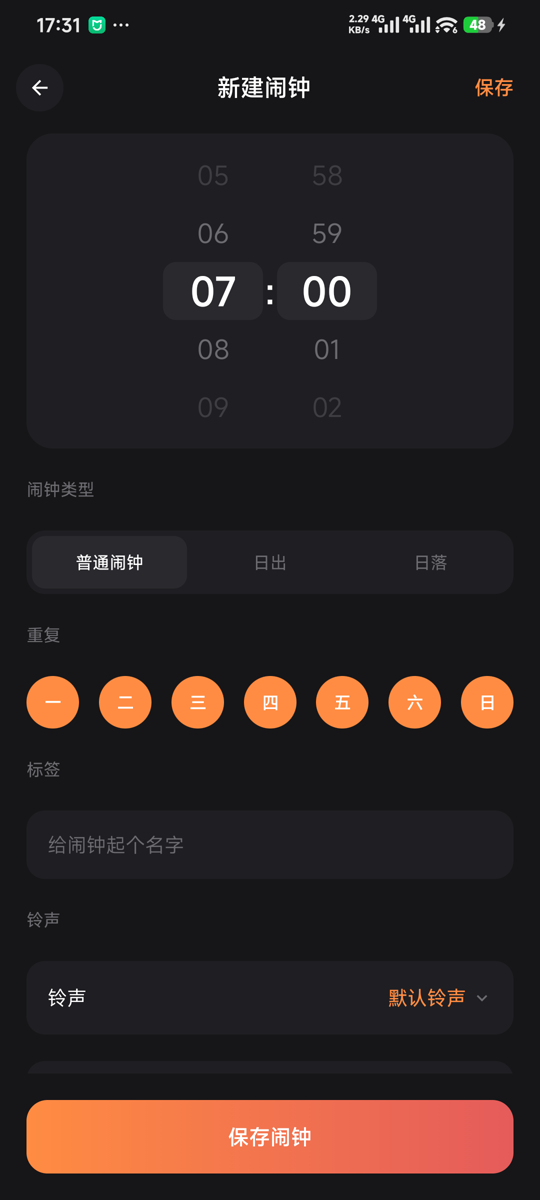 17:31 ··· 2.29 KB/s 4G 4G 6 48
新建闹钟 保存
05 58
06 59
07 : 00
08 01
09 02
闹钟类型
普通闹钟 日出 日落
重复
一 二 三 四 五 六 日
标签
给闹钟起个名字
铃声
铃声 默认铃声
保存闹钟